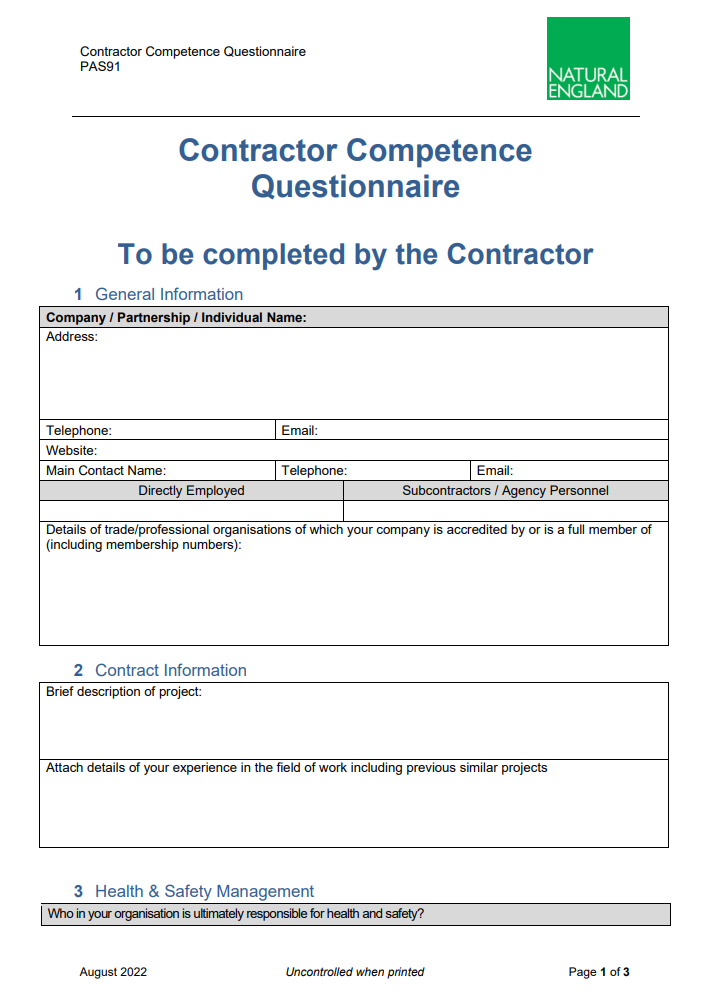 Contractor Competence Questionnaire
PAS91
NATURAL
ENGLAND
Contractor Competence
Questionnaire
To be completed by the Contractor
1 General Information
Company / Partnership / Individual Name:
Address:
Telephone: Email:
Website:
Main Contact Name: Telephone: Email:
Directly Employed Subcontractors / Agency Personnel
Details of trade/professional organisations of which your company is accredited by or is a full member of
(including membership numbers):
2 Contract Information
Brief description of project:
Attach details of your experience in the field of work including previous similar projects
3 Health & Safety Management
Who in your organisation is ultimately responsible for health and safety?
August 2022 Uncontrolled when printed Page 1 of 3